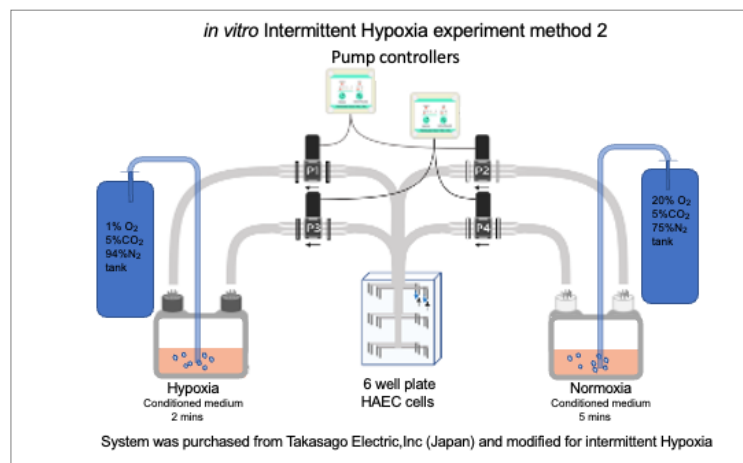 in vitro Intermittent Hypoxia experiment method 2
Pump controllers
P1
P2
P3
P4
1% O₂
5%CO₂
94%N₂
tank
20% O₂
5%CO₂
75%N₂
tank
Hypoxia
Conditioned medium
2 mins
6 well plate
HAEC cells
Normoxia
Conditioned medium
5 mins
System was purchased from Takasago Electric,Inc (Japan) and modified for intermittent Hypoxia